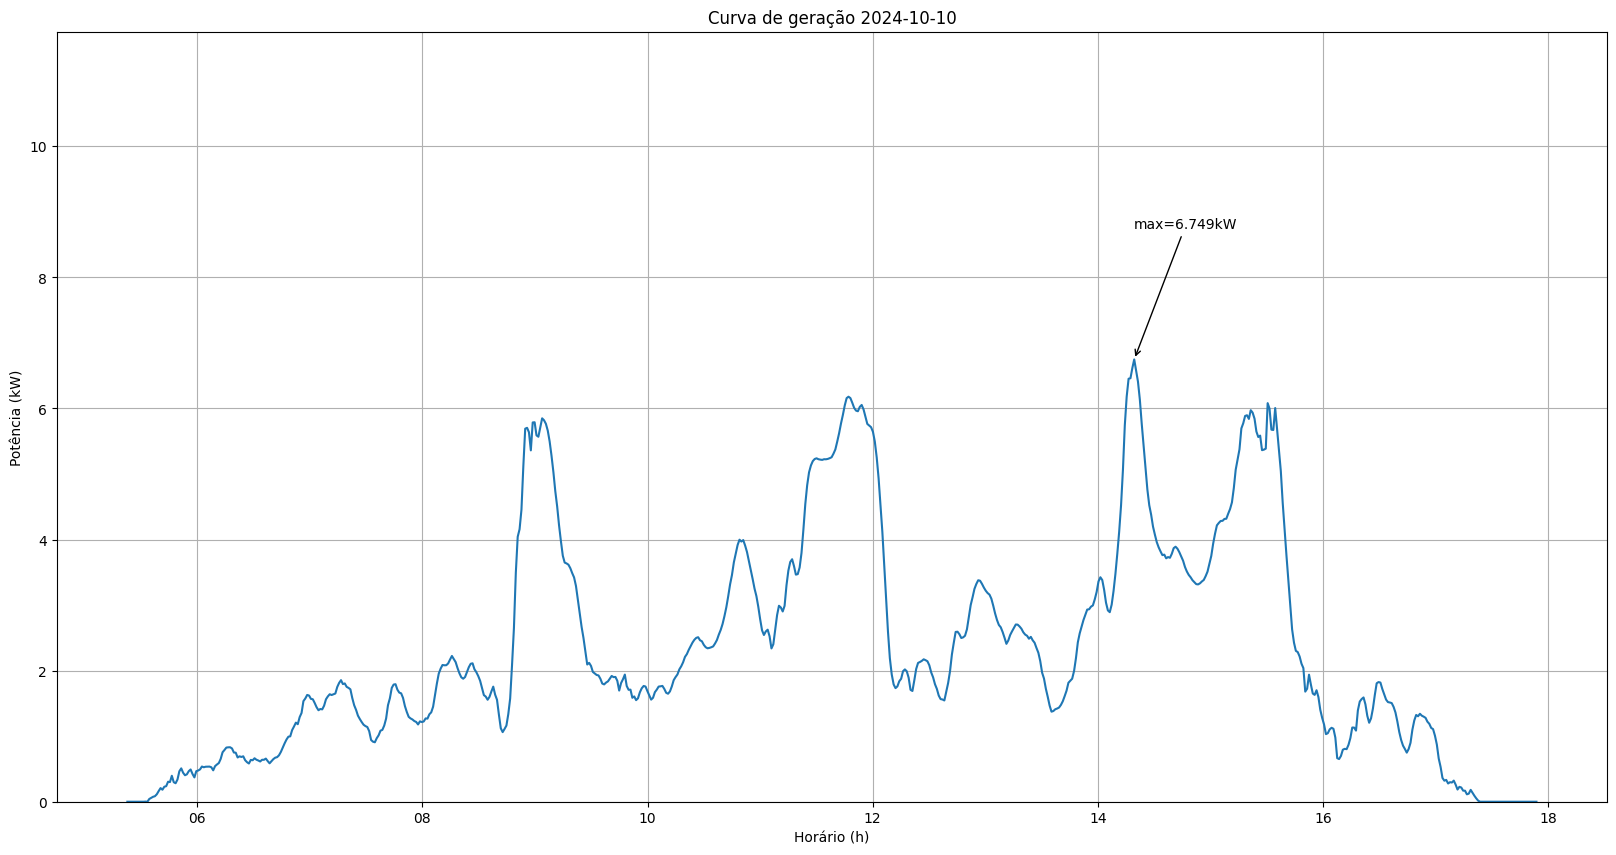 Curva de geração 2024-10-10
10
8
6
4
2
0
Potência (kW)
max=6.749kW
06 08 10 12 14 16 18
Horário (h)